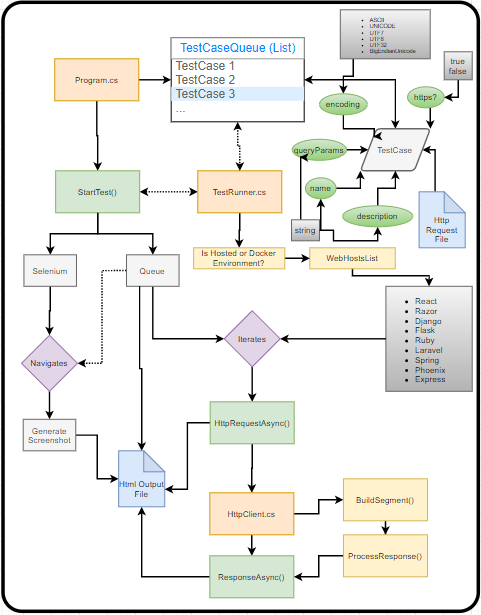 ASCII
UNICODE
UTF7
UTF8
UTF32
BigEndianUnicode
TestCaseQueue (List)
TestCase 1
TestCase 2
TestCase 3
...
true
false
Program.cs
encoding
https?
queryParams
TestCase
name
StartTest()
TestRunner.cs
description
string
Http
Request
File
Is Hosted or Docker
Environment?
WebHostsList
Selenium
Queue
React
Razor
Django
Flask
Ruby
Laravel
Spring
Phoenix
Express
Iterates
Navigates
HttpRequestAsync()
Generate
Screenshot
Html Output
File
BuildSegment()
HttpClient.cs
ProcessResponse()
ResponseAsync()